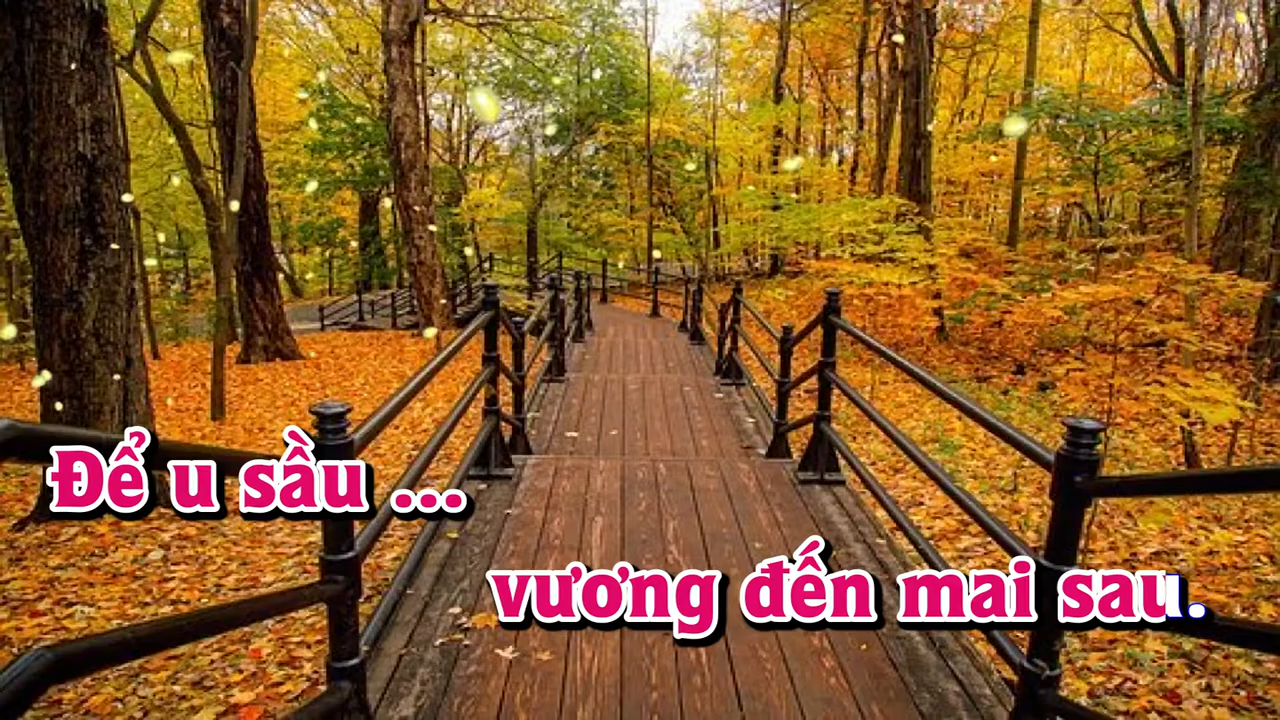 Để u sầu ...
vương đến mai sau.